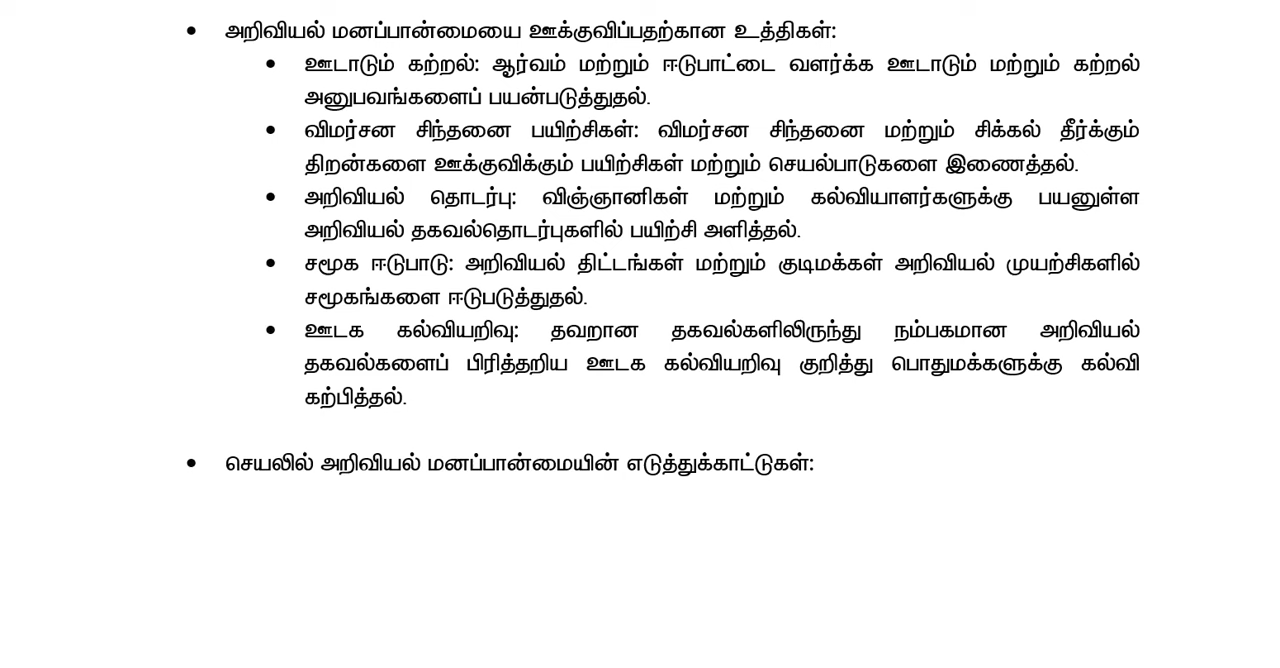 • அறிவியல் மனப்பான்மையை ஊக்குவிப்பதற்கான உத்திகள்:
• ஊடாடும் கற்றல்: ஆர்வம் மற்றும் ஈடுபாட்டை வளர்க்க ஊடாடும் மற்றும் கற்றல்
அனுபவங்களைப் பயன்படுத்துதல்.
• விமர்சன சிந்தனை பயிற்சிகள்: விமர்சன சிந்தனை மற்றும் சிக்கல் தீர்க்கும்
திறன்களை ஊக்குவிக்கும் பயிற்சிகள் மற்றும் செயல்பாடுகளை இணைத்தல்.
• அறிவியல் தொடர்பு: விஞ்ஞானிகள் மற்றும் கல்வியாளர்களுக்கு பயனுள்ள
அறிவியல் தகவல்தொடர்புகளில் பயிற்சி அளித்தல்.
• சமூக ஈடுபாடு: அறிவியல் திட்டங்கள் மற்றும் குடிமக்கள் அறிவியல் முயற்சிகளில்
சமூகங்களை ஈடுபடுத்துதல்.
• ஊடக கல்வியறிவு: தவறான தகவல்களிலிருந்து நம்பகமான அறிவியல்
தகவல்களைப் பிரித்தறிய ஊடக கல்வியறிவு குறித்து பொதுமக்களுக்கு கல்வி
கற்பித்தல்.
• செயலில் அறிவியல் மனப்பான்மையின் எடுத்துக்காட்டுகள்: